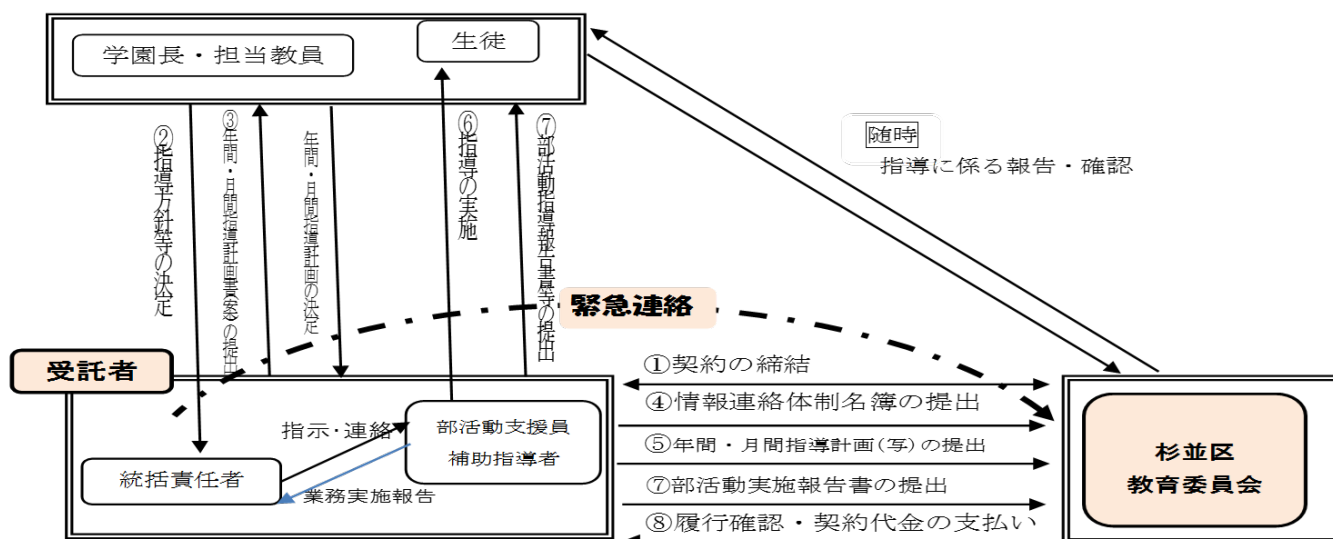 学園長・担当教員
生徒
②指導方針等の決定
③年間・月間指導計画書(案)の提出
年間・月間指導計画の決定
⑥指導の実施
⑦部活動指導報告書等の提出
随時
指導に係る報告・確認
緊急連絡
受託者
①契約の締結
④情報連絡体制名簿の提出
⑤年間・月間指導計画(写)の提出
⑦部活動実施報告書の提出
⑧履行確認・契約代金の支払い
指示・連絡
部活動支援員
補助指導者
統括責任者
業務実施報告
杉並区
教育委員会